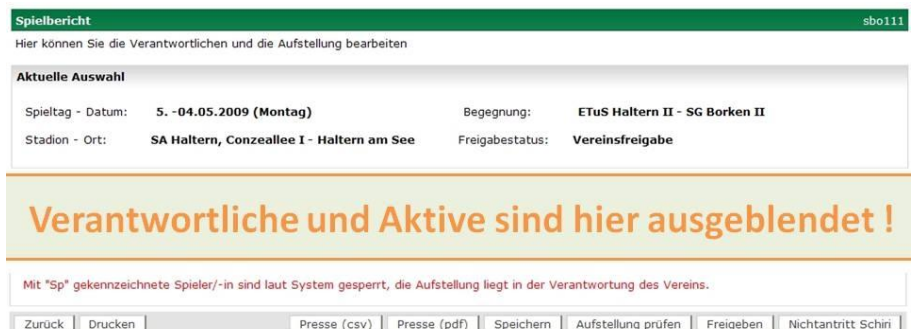 Spielbericht sbo111
Hier können Sie die Verantwortlichen und die Aufstellung bearbeiten
Aktuelle Auswahl
Spieltag - Datum: 5. -04.05.2009 (Montag) Begegnung: ETuS Haltern II - SG Borken II
Stadion - Ort: SA Haltern, Conzeallee I - Haltern am See Freigabestatus: Vereinsfreigabe
Verantwortliche und Aktive sind hier ausgeblendet !
Mit "Sp" gekennzeichnete Spieler/-in sind laut System gesperrt, die Aufstellung liegt in der Verantwortung des Vereins.
Zurück Drucken Presse (csv) Presse (pdf) Speichern Aufstellung prüfen Freigeben Nichtantritt Schiri